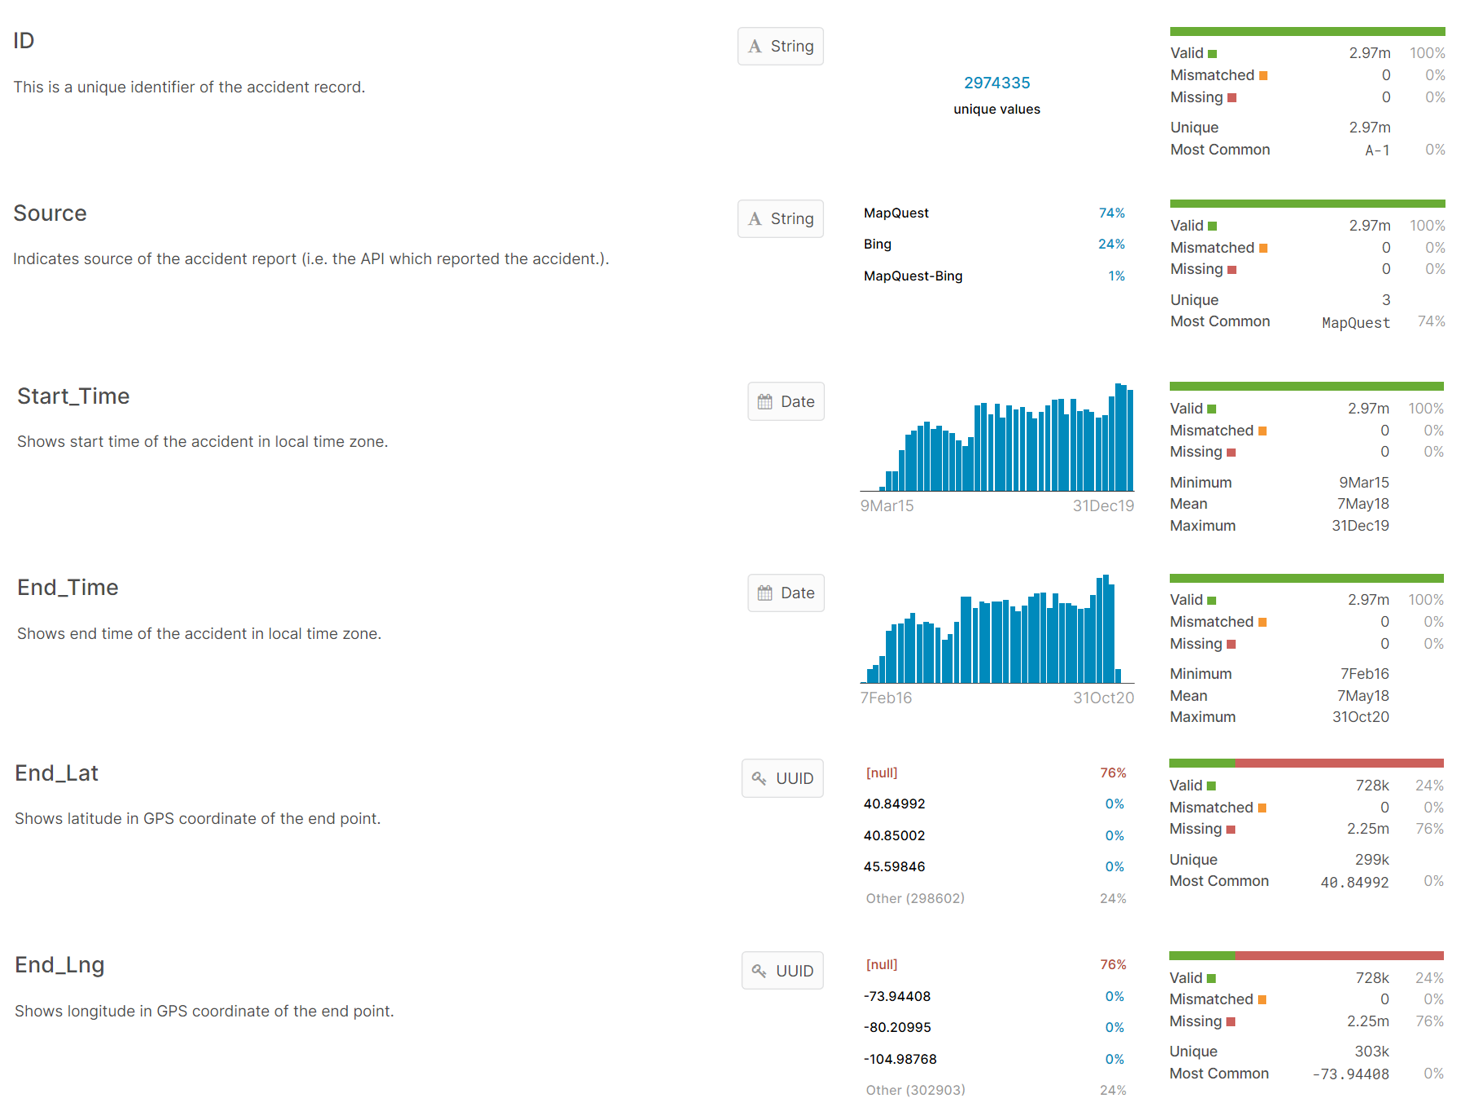 ID
String
This is a unique identifier of the accident record.
2974335
unique values
Valid 2.97m 100%
Mismatched 0 0%
Missing 0 0%
Unique 2.97m
Most Common A-1 0%
Source
String
Indicates source of the accident report (i.e. the API which reported the accident.).
MapQuest 74%
Bing 24%
MapQuest-Bing 1%
Valid 2.97m 100%
Mismatched 0 0%
Missing 0 0%
Unique 3
Most Common MapQuest 74%
Start_Time
Date
Shows start time of the accident in local time zone.
9Mar15 31Dec19
Valid 2.97m 100%
Mismatched 0 0%
Missing 0 0%
Minimum 9Mar15
Mean 7May18
Maximum 31Dec19
End_Time
Date
Shows end time of the accident in local time zone.
7Feb16 31Oct20
Valid 2.97m 100%
Mismatched 0 0%
Missing 0 0%
Minimum 7Feb16
Mean 7May18
Maximum 31Oct20
End_Lat
UUID
Shows latitude in GPS coordinate of the end point.
[null] 76%
40.84992 0%
40.85002 0%
45.59846 0%
Other (298602) 24%
Valid 728k 24%
Mismatched 0 0%
Missing 2.25m 76%
Unique 299k
Most Common 40.84992 0%
End_Lng
UUID
Shows longitude in GPS coordinate of the end point.
[null] 76%
-73.94408 0%
-80.20995 0%
-104.98768 0%
Other (302903) 24%
Valid 728k 24%
Mismatched 0 0%
Missing 2.25m 76%
Unique 303k
Most Common -73.94408 0%